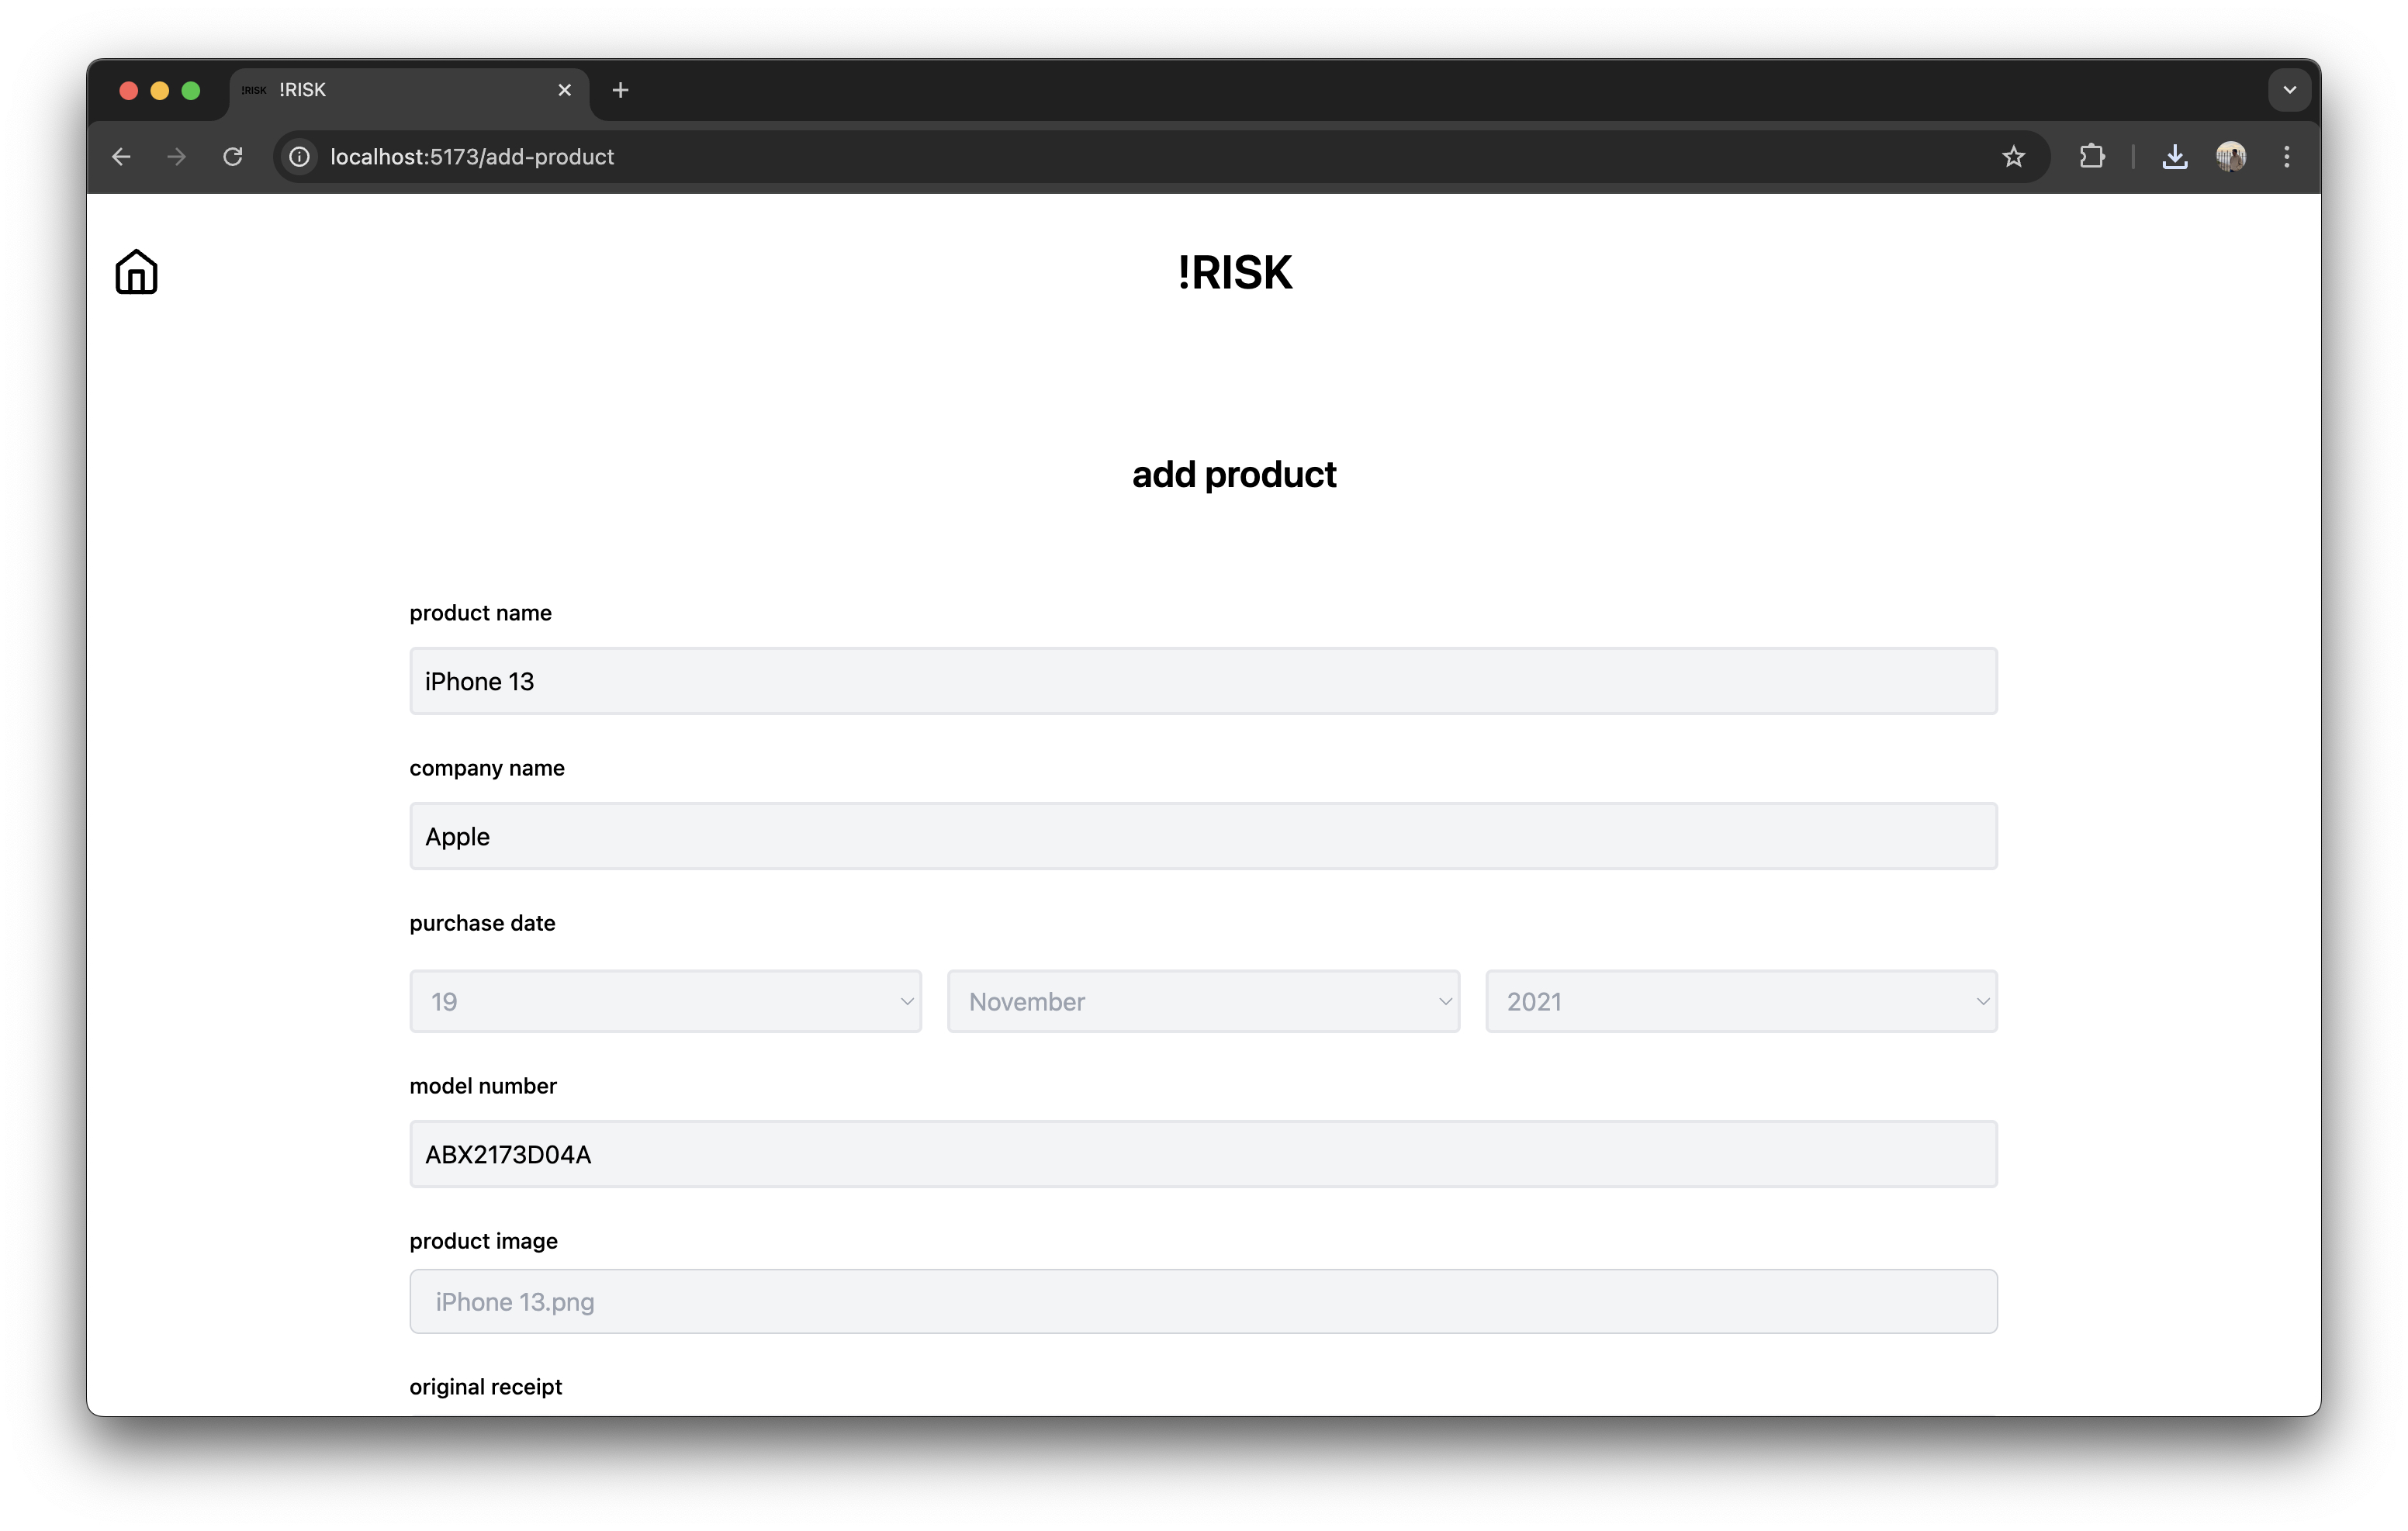 !RISK !RISK
localhost:5173/add-product
!RISK
add product
product name
iPhone 13
company name
Apple
purchase date
19 November 2021
model number
ABX2173D04A
product image
iPhone 13.png
original receipt